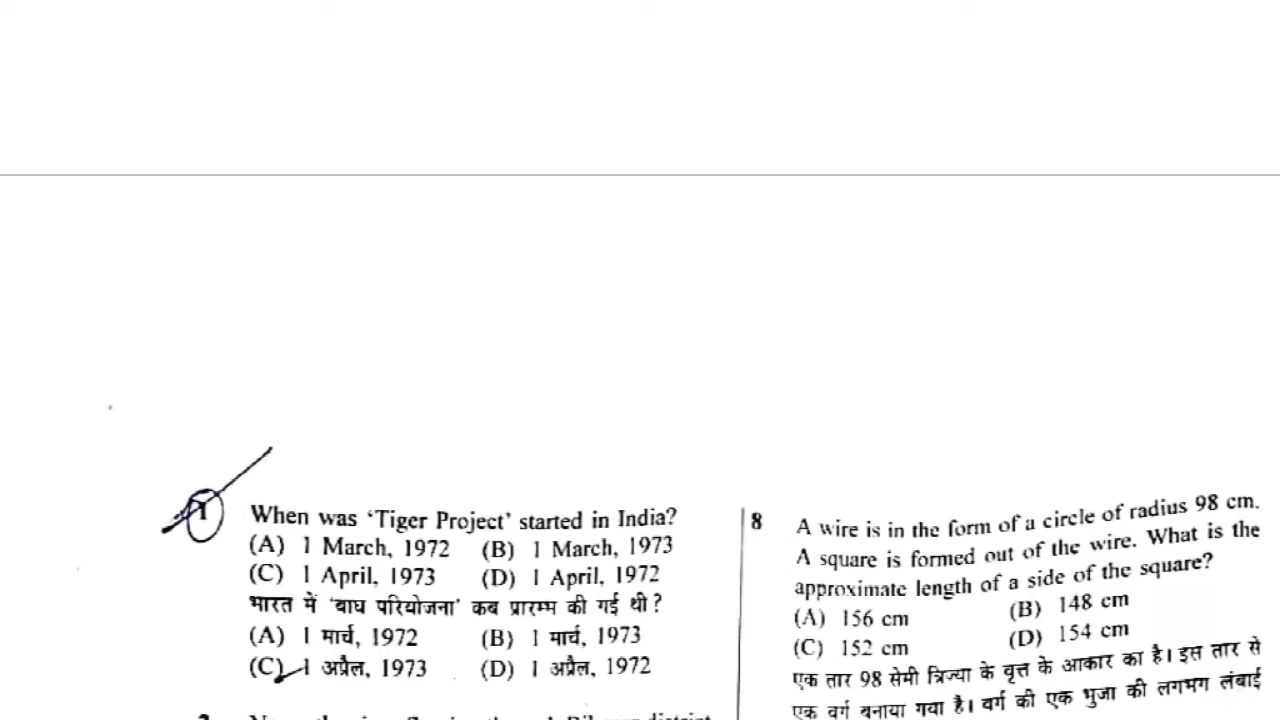 1 When was ‘Tiger Project’ started in India?
(A) 1 March, 1972 (B) 1 March, 1973
(C) 1 April, 1973 (D) 1 April, 1972
भारत में ‘बाघ परियोजना’ कब प्रारम्भ की गई थी?
(A) 1 मार्च, 1972 (B) 1 मार्च, 1973
(C) 1 अप्रैल, 1973 (D) 1 अप्रैल, 1972
8 A wire is in the form of a circle of radius 98 cm.
A square is formed out of the wire. What is the
approximate length of a side of the square?
(A) 156 cm (B) 148 cm
(C) 152 cm (D) 154 cm
एक तार 98 सेमी त्रिज्या के वृत्त के आकार का है। इस तार से
एक वर्ग बनाया गया है। वर्ग की एक भुजा की लगभग लंबाई